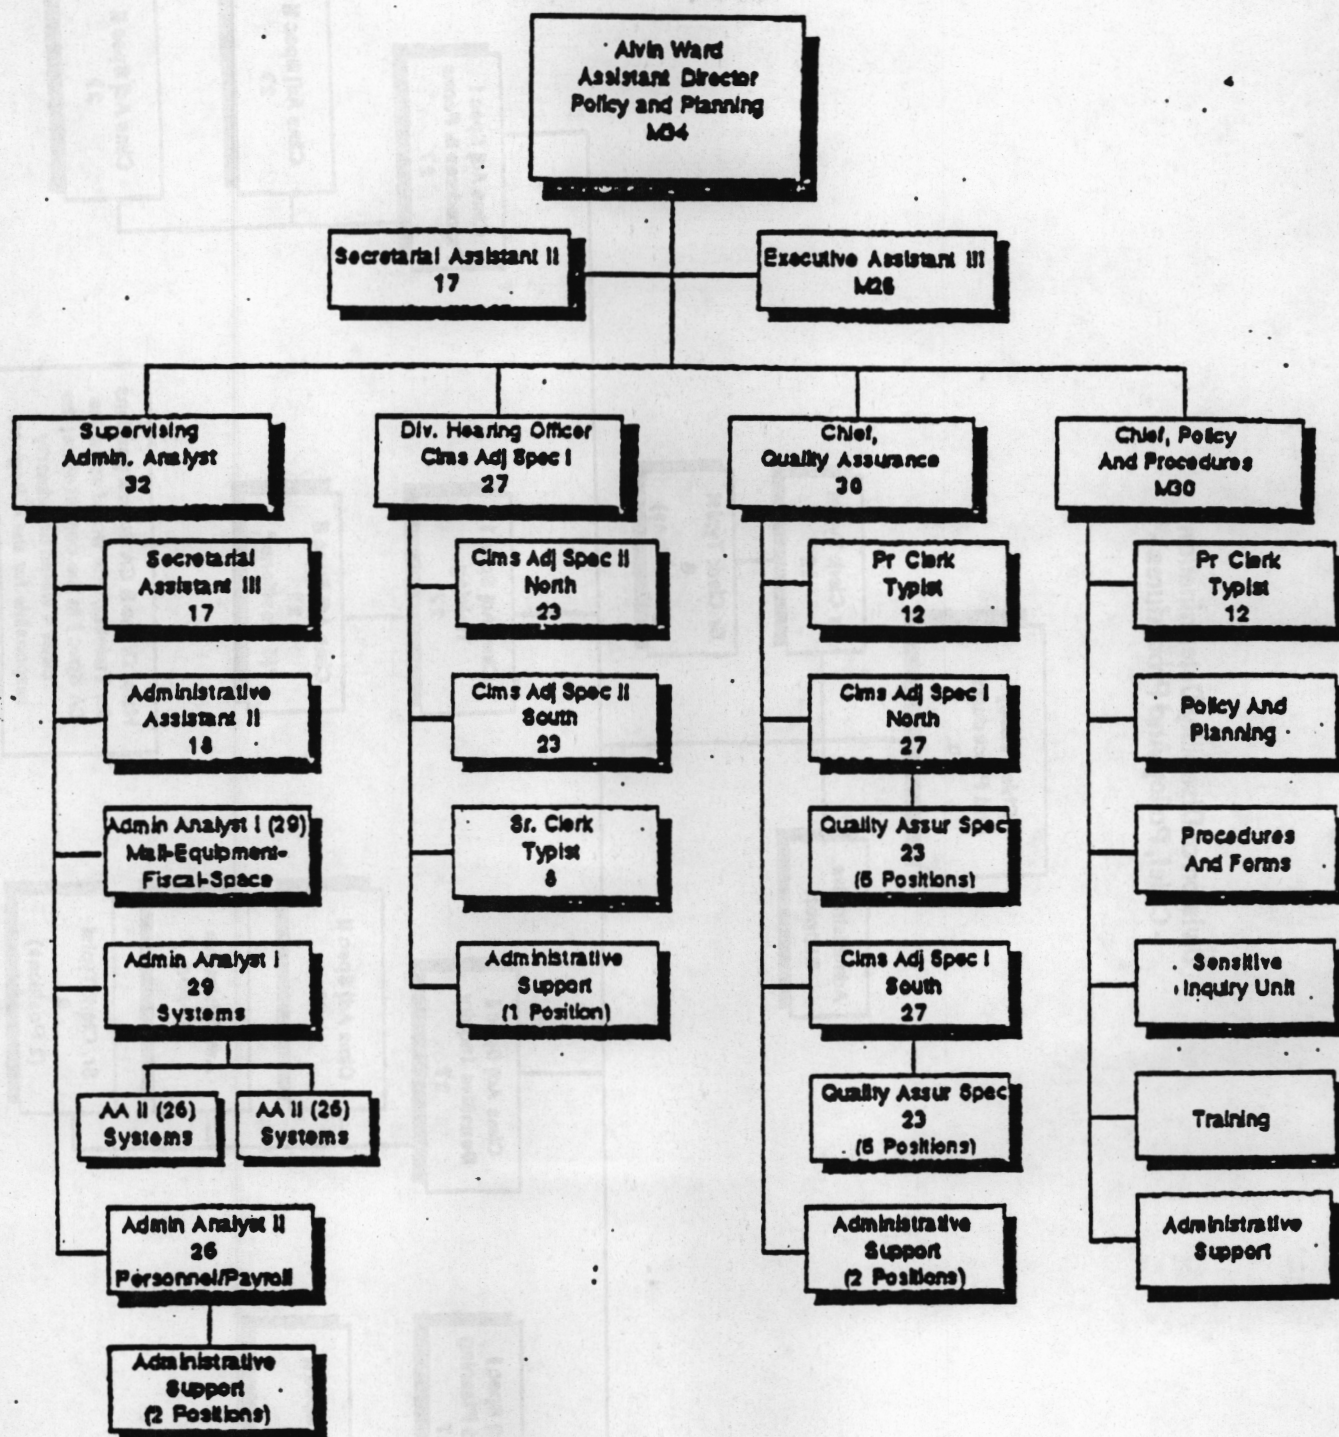 Alvin Ward
Assistant Director
Policy and Planning
M34
Secretarial Assistant II
17
Executive Assistant III
M26
Supervising
Admin. Analyst
32
Div. Hearing Officer
Clms Adj Spec I
27
Chief,
Quality Assurance
30
Chief, Policy
And Procedures
M30
Secretarial
Assistant III
17
Administrative
Assistant II
18
Admin Analyst I (29)
Mail-Equipment-
Fiscal-Space
Admin Analyst I
29
Systems
AA II (26)
Systems
AA II (26)
Systems
Admin Analyst II
26
Personnel/Payroll
Administrative
Support
(2 Positions)
Clms Adj Spec II
North
23
Clms Adj Spec II
South
23
Sr. Clerk
Typist
Administrative
Support
(1 Position)
Pr Clerk
Typist
12
Clms Adj Spec I
North
27
Quality Assur Spec
23
(5 Positions)
Clms Adj Spec I
South
27
Quality Assur Spec
23
(5 Positions)
Administrative
Support
(2 Positions)
Pr Clerk
Typist
12
Policy And
Planning
Procedures
And Forms
Sensitive
Inquiry Unit
Training
Administrative
Support